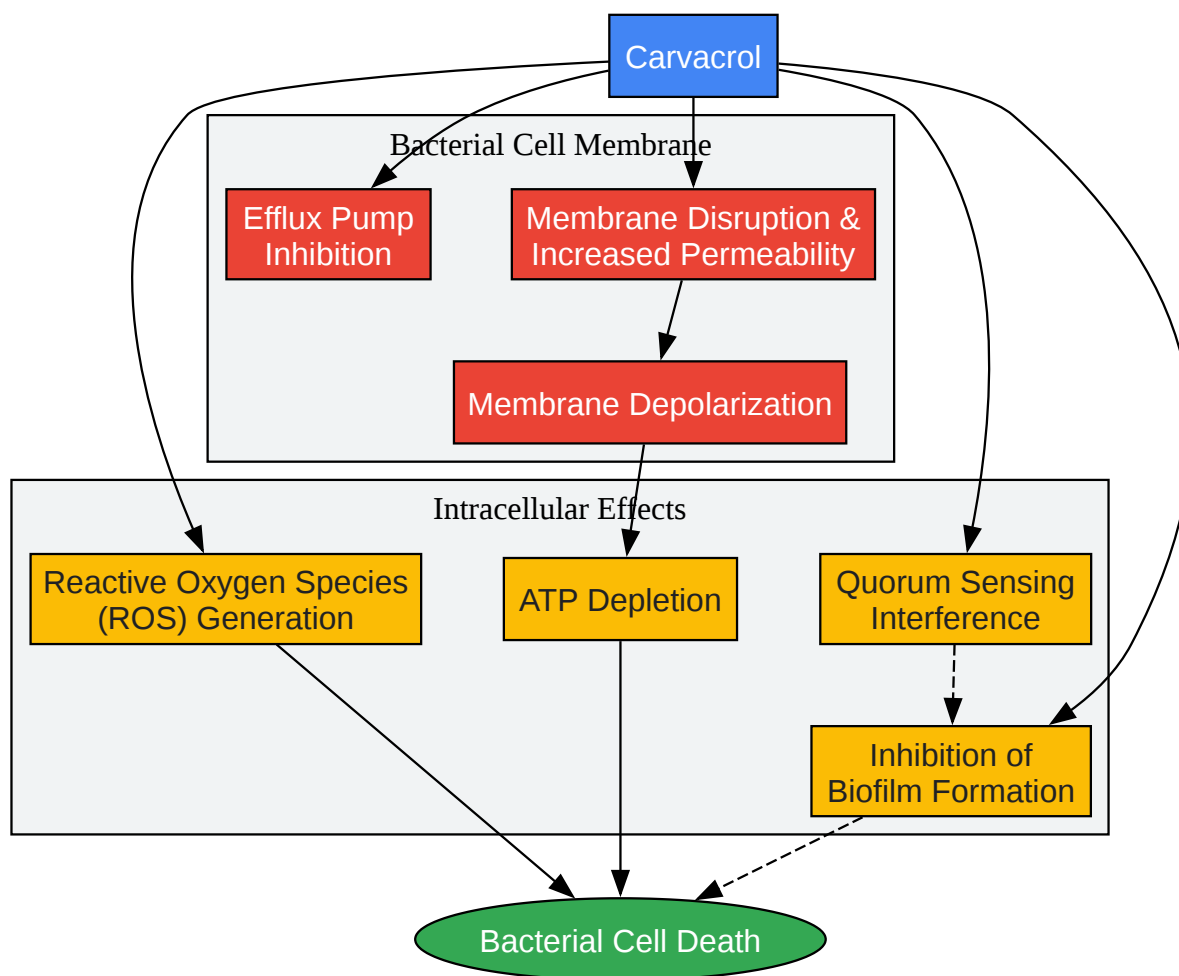 Carvacrol
Bacterial Cell Membrane
Efflux Pump
Inhibition
Membrane Disruption &
Increased Permeability
Membrane Depolarization
Intracellular Effects
Reactive Oxygen Species
(ROS) Generation
ATP Depletion
Quorum Sensing
Interference
Inhibition of
Biofilm Formation
Bacterial Cell Death